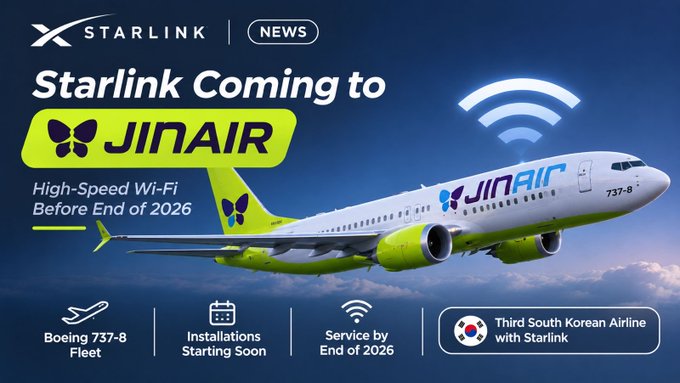 STARLINK
NEWS
Starlink Coming to
JINAIR
High-Speed Wi-Fi
Before End of 2026
JINAIR
737-8
Boeing 737-8
Fleet
Installations
Starting Soon
Service by
End of 2026
Third South Korean Airline
with Starlink